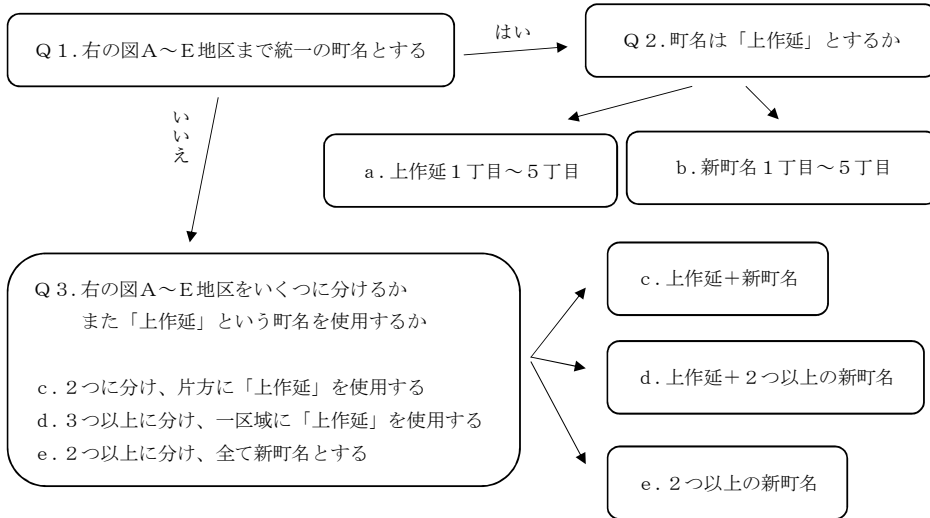 Q1.右の図A～E地区まで統一の町名とする
はい
Q2.町名は「上作延」とするか
いいえ
a.上作延1丁目～5丁目
b.新町名1丁目～5丁目
Q3.右の図A～E地区をいくつに分けるか
また「上作延」という町名を使用するか
c.2つに分け、片方に「上作延」を使用する
d.3つ以上に分け、一区域に「上作延」を使用する
e.2つ以上に分け、全て新町名とする
c.上作延+新町名
d.上作延+2つ以上の新町名
e.2つ以上の新町名